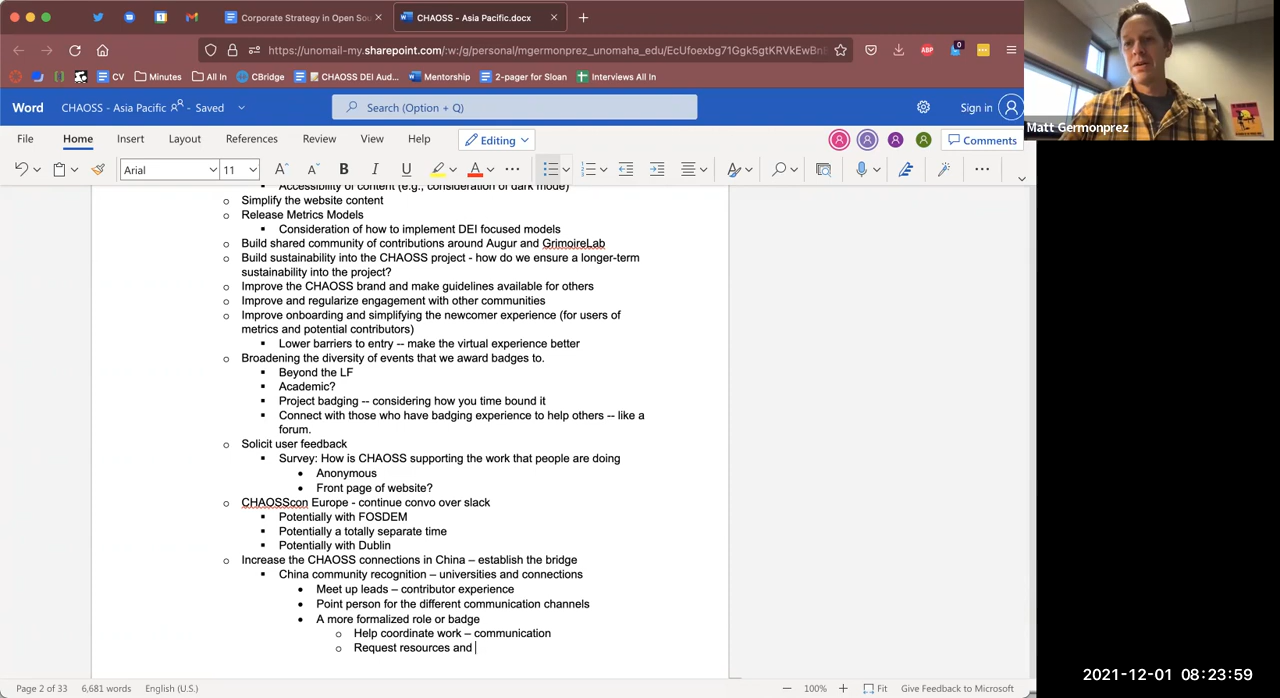 Corporate Strategy in Open Sou
CHAOSS - Asia Pacific.docx
https://unomail-my.sharepoint.com/:w:/g/personal/mgermonprez_unomaha_edu/EcUfoexbg71Ggk5gtKRVkEwBn
CV
Minutes
All In
CBridge
CHAOSS DEI Aud...
Mentorship
2-pager for Sloan
Interviews All In
Word
CHAOSS - Asia Pacific - Saved
Search (Option + Q)
Sign in
Matt Germonprez
File
Home
Insert
Layout
References
Review
View
Help
Editing
Comments
Arial
11
Accessibility of content (e.g., consideration of dark mode)
Simplify the website content
Release Metrics Models
Consideration of how to implement DEI focused models
Build shared community of contributions around Augur and GrimoireLab
Build sustainability into the CHAOSS project - how do we ensure a longer-term
sustainability into the project?
Improve the CHAOSS brand and make guidelines available for others
Improve and regularize engagement with other communities
Improve onboarding and simplifying the newcomer experience (for users of
metrics and potential contributors)
Lower barriers to entry -- make the virtual experience better
Broadening the diversity of events that we award badges to.
Beyond the LF
Academic?
Project badging -- considering how you time bound it
Connect with those who have badging experience to help others -- like a
forum.
Solicit user feedback
Survey: How is CHAOSS supporting the work that people are doing
Anonymous
Front page of website?
CHAOSScon Europe - continue convo over slack
Potentially with FOSDEM
Potentially a totally separate time
Potentially with Dublin
Increase the CHAOSS connections in China – establish the bridge
China community recognition – universities and connections
Meet up leads – contributor experience
Point person for the different communication channels
A more formalized role or badge
Help coordinate work – communication
Request resources and
Page 2 of 33
6,681 words
English (U.S.)
100%
Fit
Give Feedback to Microsoft
2021-12-01 08:23:59